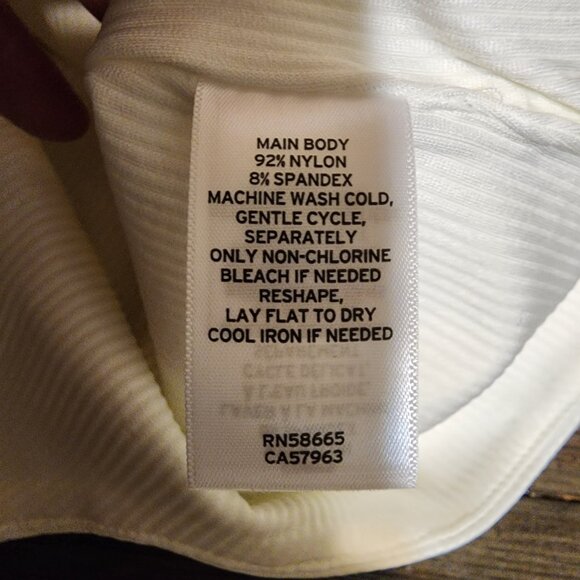 MAIN BODY
92% NYLON
8% SPANDEX
MACHINE WASH COLD,
GENTLE CYCLE,
SEPARATELY
ONLY NON-CHLORINE
BLEACH IF NEEDED
RESHAPE,
LAY FLAT TO DRY
COOL IRON IF NEEDED
RN58665
CA57963